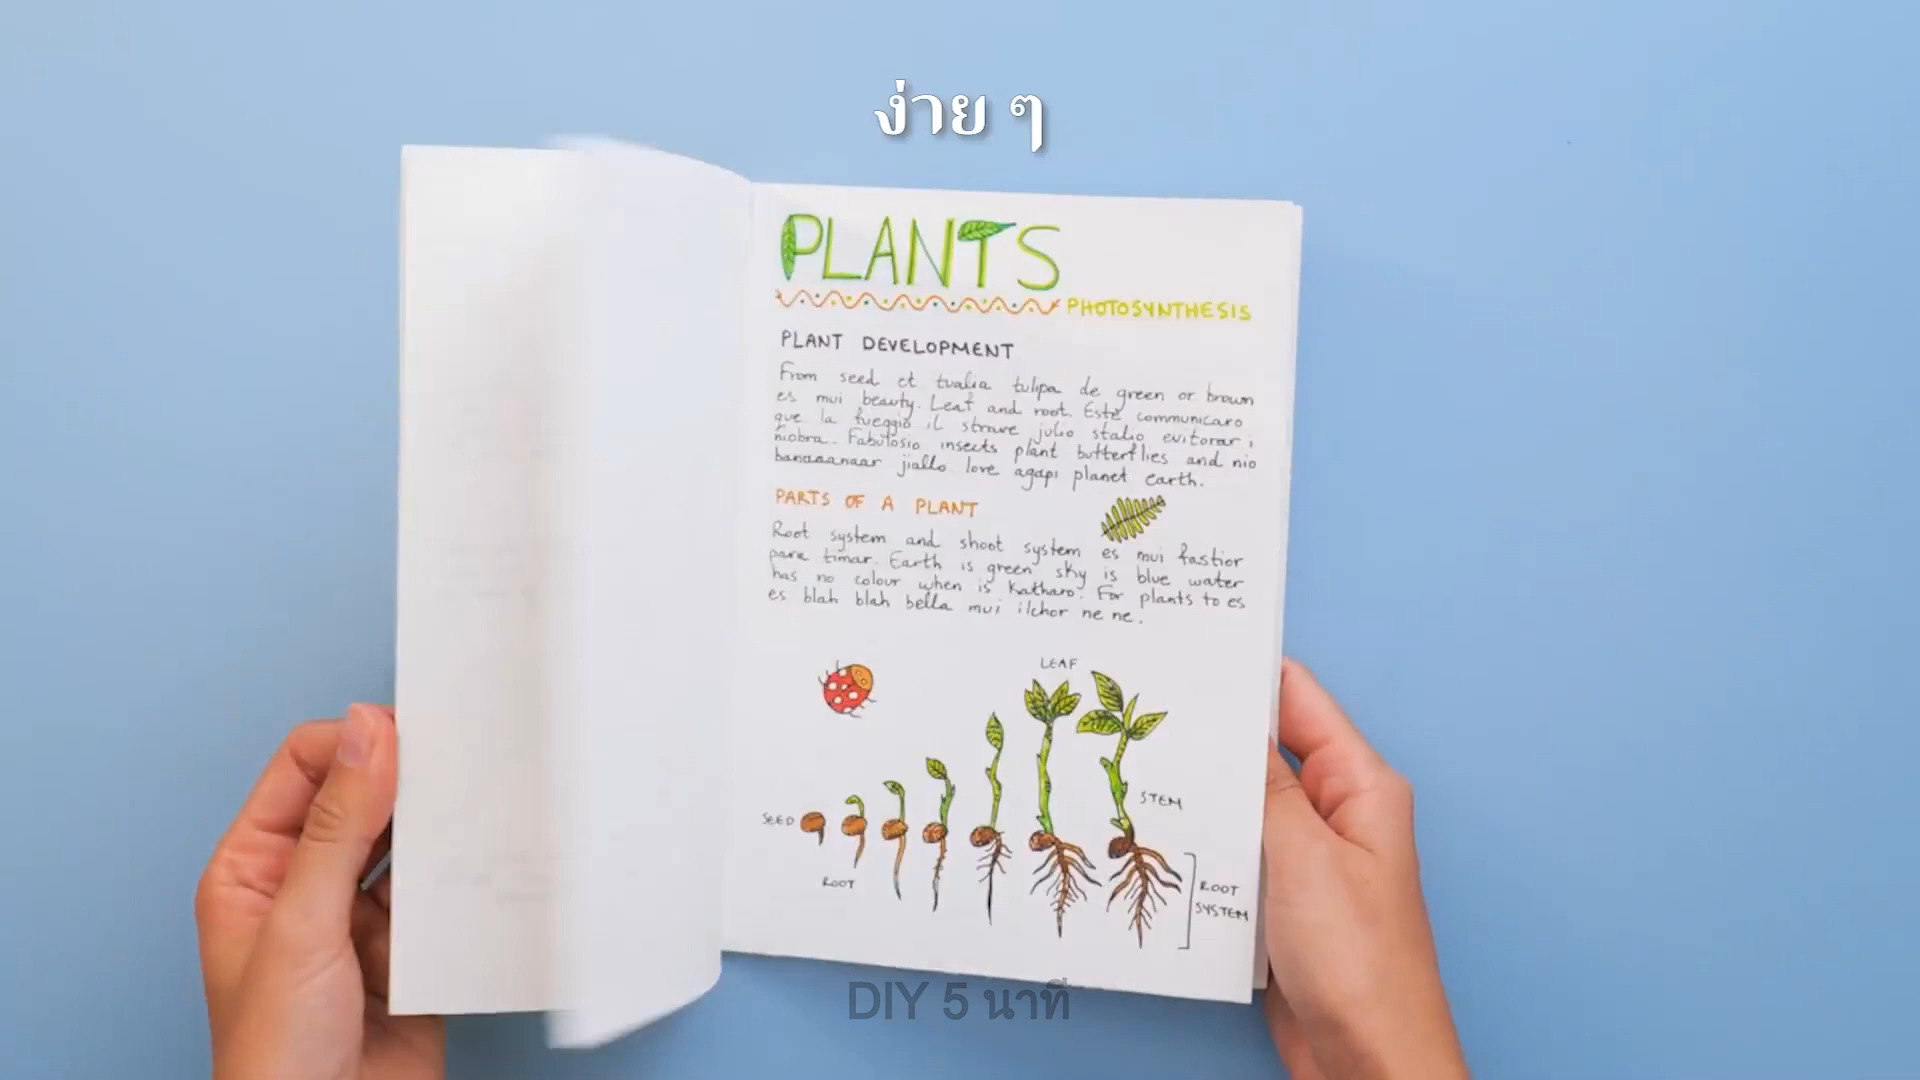 ง่าย ๆ
PLANTS
PHOTOSYNTHESIS
PLANT DEVELOPMENT
From seed et tualia tulipa de green or brown
es mui beauty. Leaf and root. Este communicaro
que la fueggio il strave julio stalio evitorar i
niobra. Fabulosio insects plant butterflies and nio
banaaanaar jiallo love agapi planet earth.
PARTS OF A PLANT
Root system and shoot system es mui fastior
para timar. Earth is green sky is blue water
has no colour when is Katharo. For plants to es
es blah blah bella mui ilchor ne ne.
LEAF
SEED
STEM
ROOT
ROOT
SYSTEM
DIY 5 นาที